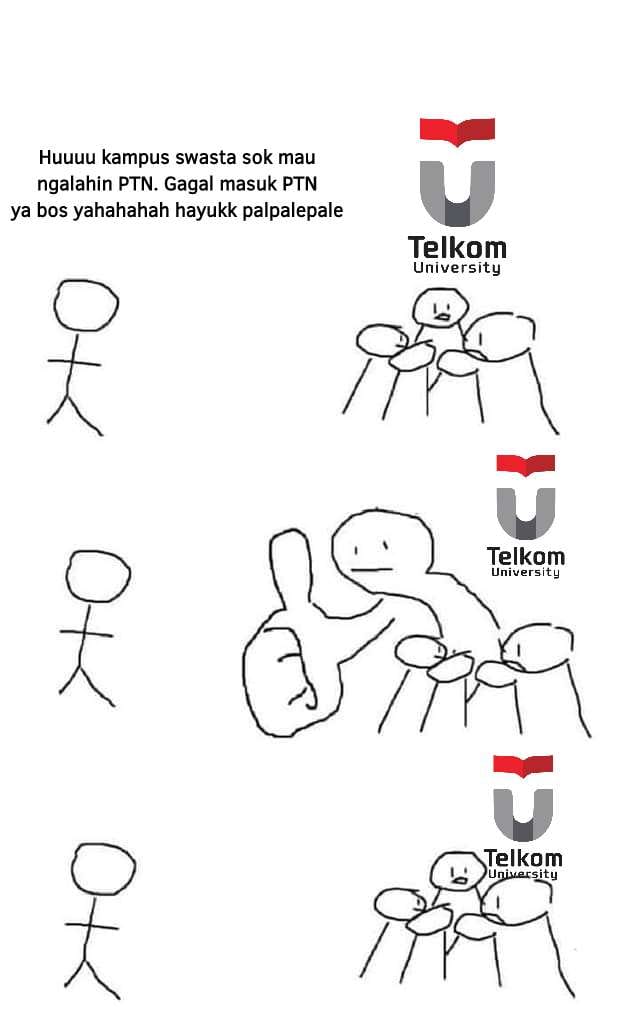 Huuuu kampus swasta sok mau
ngalahin PTN. Gagal masuk PTN
ya bos yahahahah hayukk palpalepale
Telkom
University
Telkom
University
Telkom
University